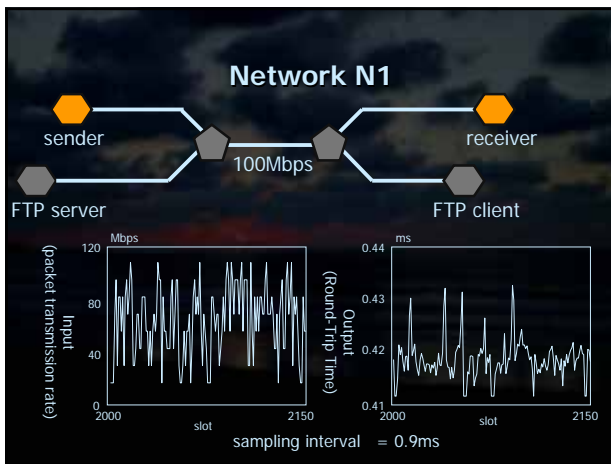 Network N1
sender
receiver
100Mbps
FTP server
FTP client
Mbps
120
80
40
0
Input
(packet transmission rate)
2000
2150
slot
ms
0.44
0.43
0.42
0.41
Output
(Round-Trip Time)
2000
2150
slot
sampling interval = 0.9ms